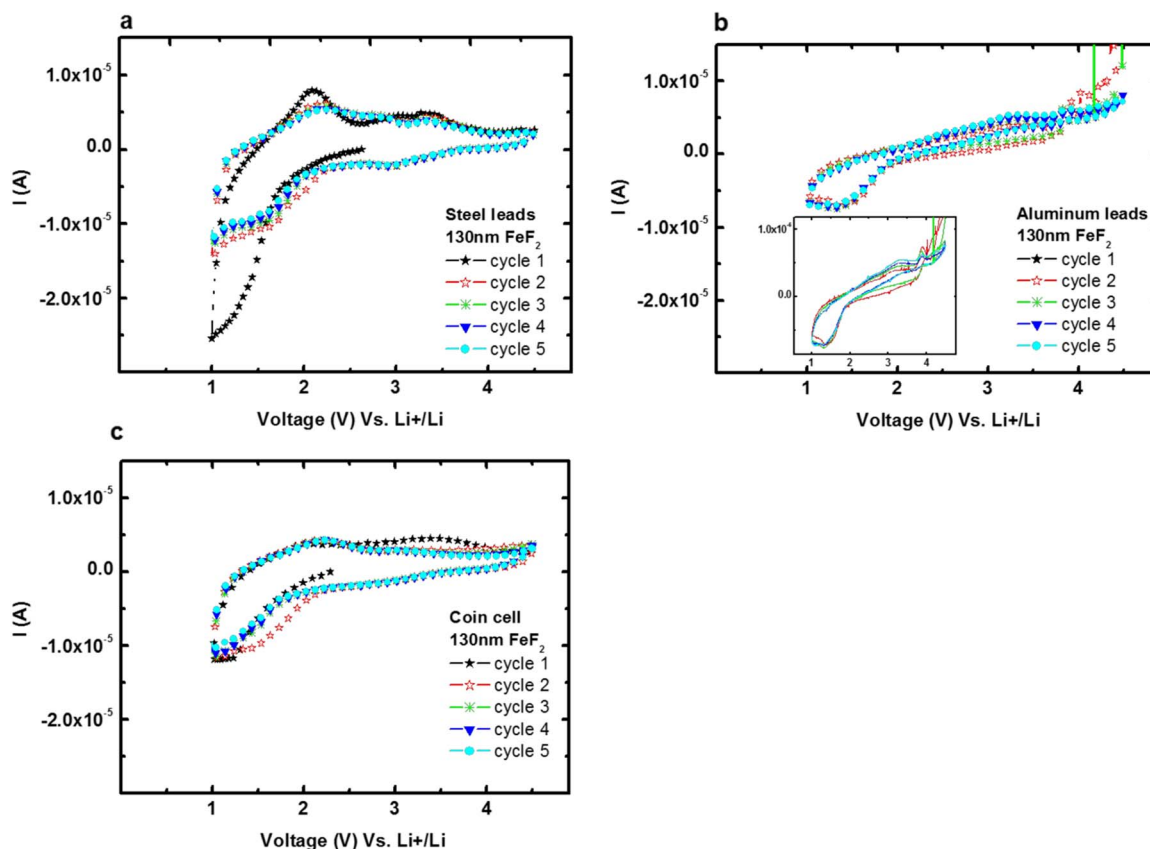 a
1.0x10⁻⁵
0.0
-1.0x10⁻⁵
-2.0x10⁻⁵
I (A)
Steel leads
130nm FeF₂
cycle 1
cycle 2
cycle 3
cycle 4
cycle 5
1 2 3 4
Voltage (V) Vs. Li+/Li
b
1.0x10⁻⁵
0.0
-1.0x10⁻⁵
-2.0x10⁻⁵
I (A)
1.0x10⁻⁴
0.0
1 2 3 4
Aluminum leads
130nm FeF₂
cycle 1
cycle 2
cycle 3
cycle 4
cycle 5
1 2 3 4
Voltage (V) Vs. Li+/Li
c
1.0x10⁻⁵
0.0
-1.0x10⁻⁵
-2.0x10⁻⁵
I (A)
Coin cell
130nm FeF₂
cycle 1
cycle 2
cycle 3
cycle 4
cycle 5
1 2 3 4
Voltage (V) Vs. Li+/Li